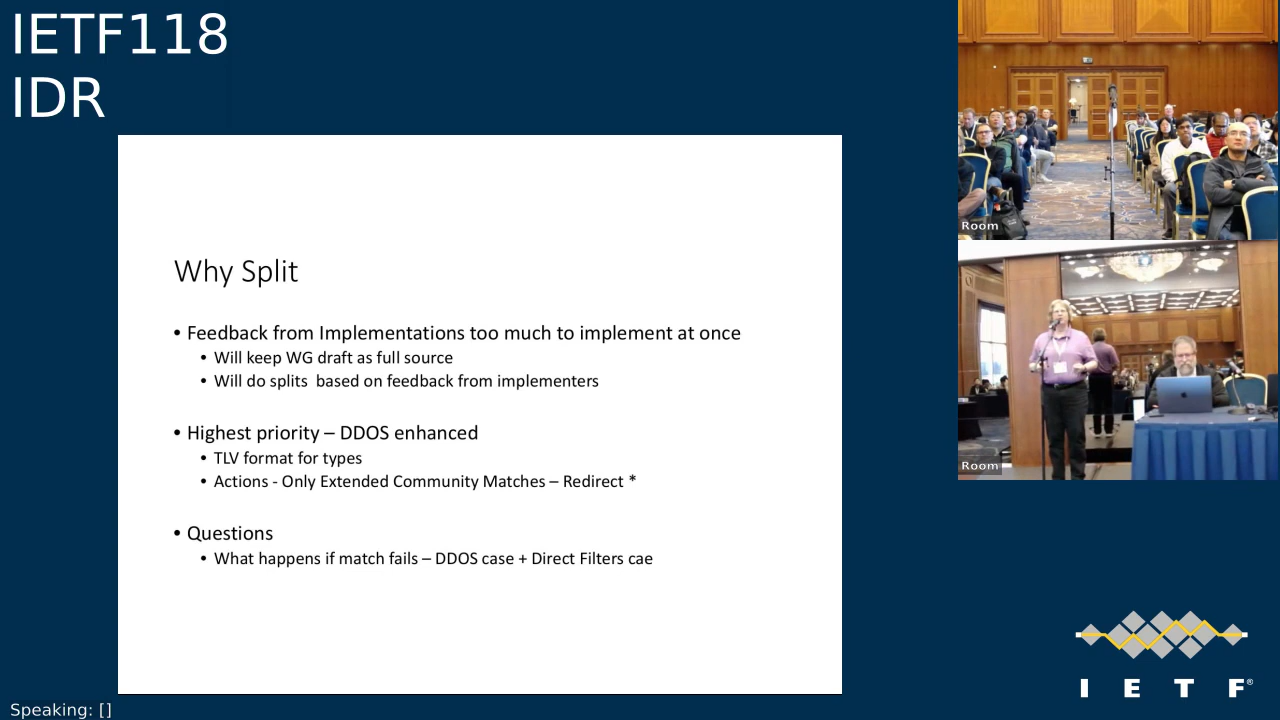 IETF118
IDR
Why Split
• Feedback from Implementations too much to implement at once
• Will keep WG draft as full source
• Will do splits  based on feedback from implementers
• Highest priority – DDOS enhanced
• TLV format for types
• Actions - Only Extended Community Matches – Redirect *
• Questions
• What happens if match fails – DDOS case + Direct Filters cae
Room
Room
I E T F®
Speaking: []